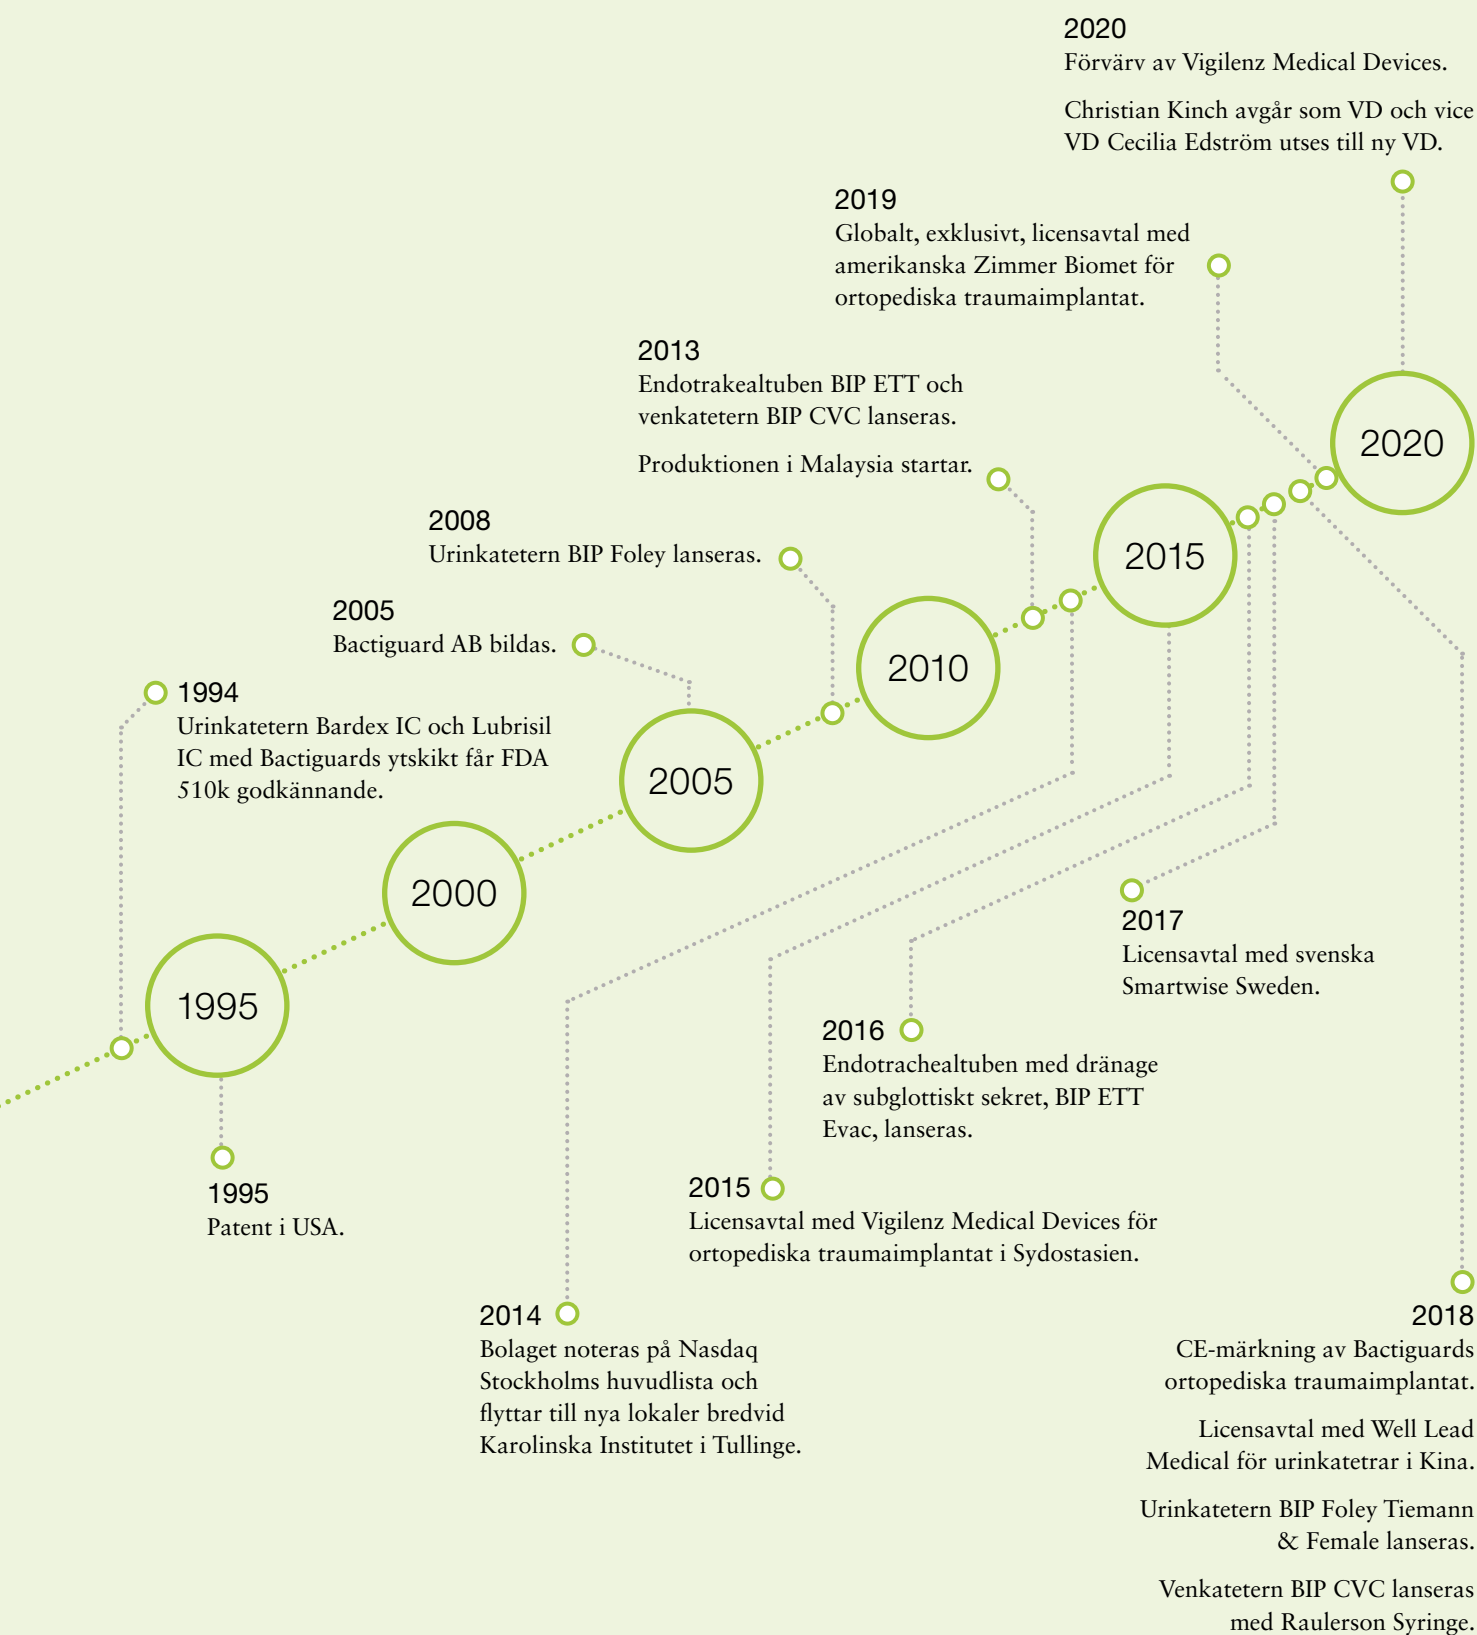 2020
Förvärv av Vigilenz Medical Devices.
Christian Kinch avgår som VD och vice
VD Cecilia Edström utses till ny VD.
2019
Globalt, exklusivt, licensavtal med
amerikanska Zimmer Biomet för
ortopediska traumaimplantat.
2013
Endotrakealtuben BIP ETT och
venkatetern BIP CVC lanseras.
Produktionen i Malaysia startar.
2008
Urinkatetern BIP Foley lanseras.
2005
Bactiguard AB bildas.
1994
Urinkatetern Bardex IC och Lubrisil
IC med Bactiguards ytskikt får FDA
510k godkännande.
2020
2015
2010
2005
2000
1995
1995
Patent i USA.
2017
Licensavtal med svenska
Smartwise Sweden.
2016
Endotrachealtuben med dränage
av subglottiskt sekret, BIP ETT
Evac, lanseras.
2015
Licensavtal med Vigilenz Medical Devices för
ortopediska traumaimplantat i Sydostasien.
2014
Bolaget noteras på Nasdaq
Stockholms huvudlista och
flyttar till nya lokaler bredvid
Karolinska Institutet i Tullinge.
2018
CE-märkning av Bactiguards
ortopediska traumaimplantat.
Licensavtal med Well Lead
Medical för urinkatetrar i Kina.
Urinkatetern BIP Foley Tiemann
& Female lanseras.
Venkatetern BIP CVC lanseras
med Raulerson Syringe.